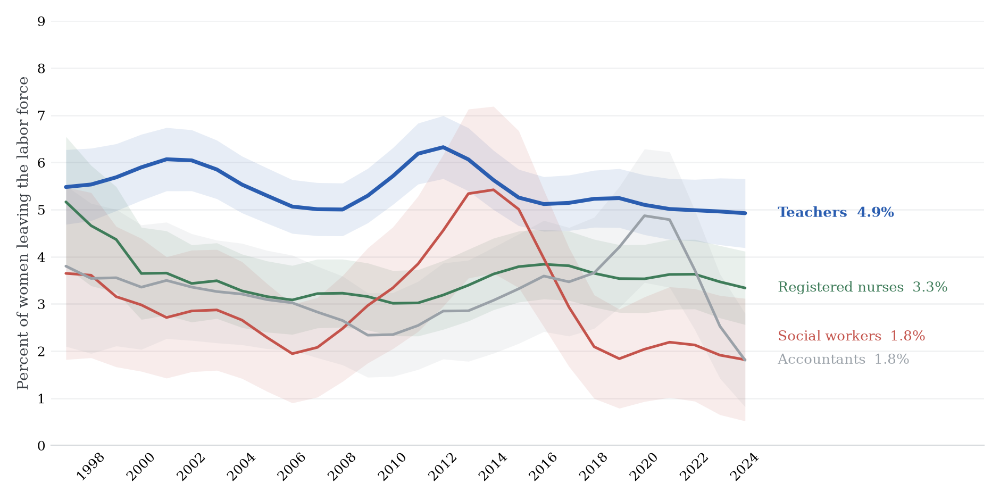 9
8
7
6
5
4
3
2
1
0
Percent of women leaving the labor force
Teachers 4.9%
Registered nurses 3.3%
Social workers 1.8%
Accountants 1.8%
1998 2000 2002 2004 2006 2008 2010 2012 2014 2016 2018 2020 2022 2024